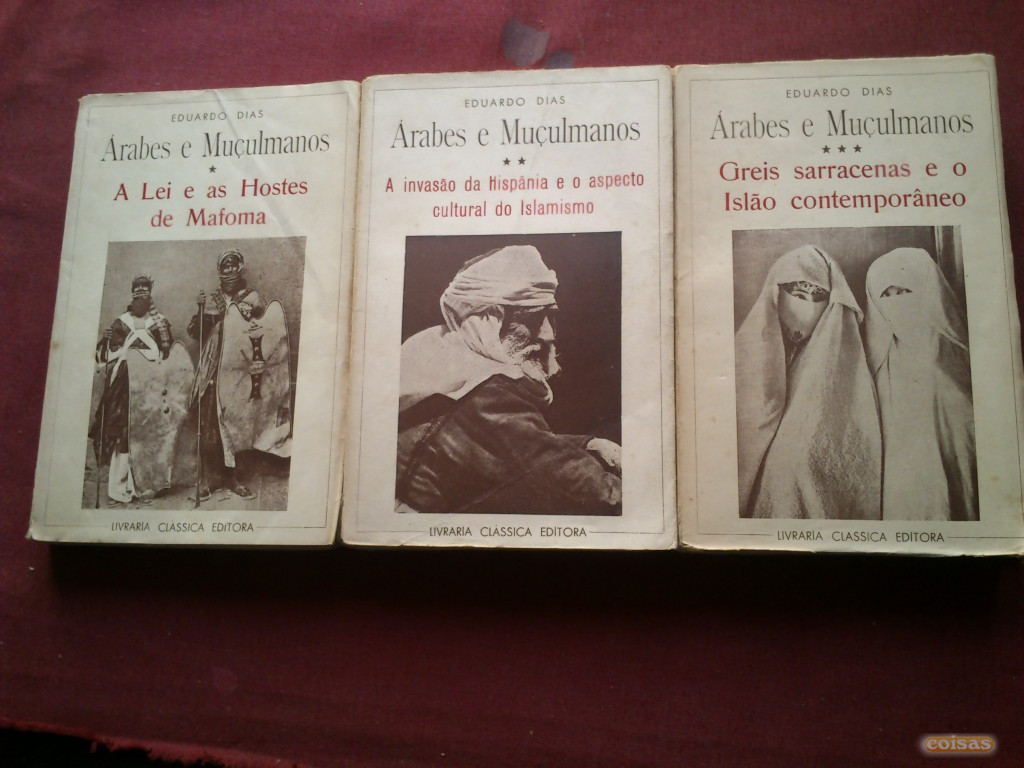 EDUARDO DIAS
Árabes e Muçulmanos
★
A Lei e as Hostes
de Mafoma
LIVRARIA CLÁSSICA EDITORA
EDUARDO DIAS
Árabes e Muçulmanos
★★
A invasão da Hispânia e o aspecto
cultural do Islamismo
LIVRARIA CLÁSSICA EDITORA
EDUARDO DIAS
Árabes e Muçulmanos
★★★
Greis sarracenas e o
Islão contemporâneo
LIVRARIA CLASSICA EDITORA
coisas